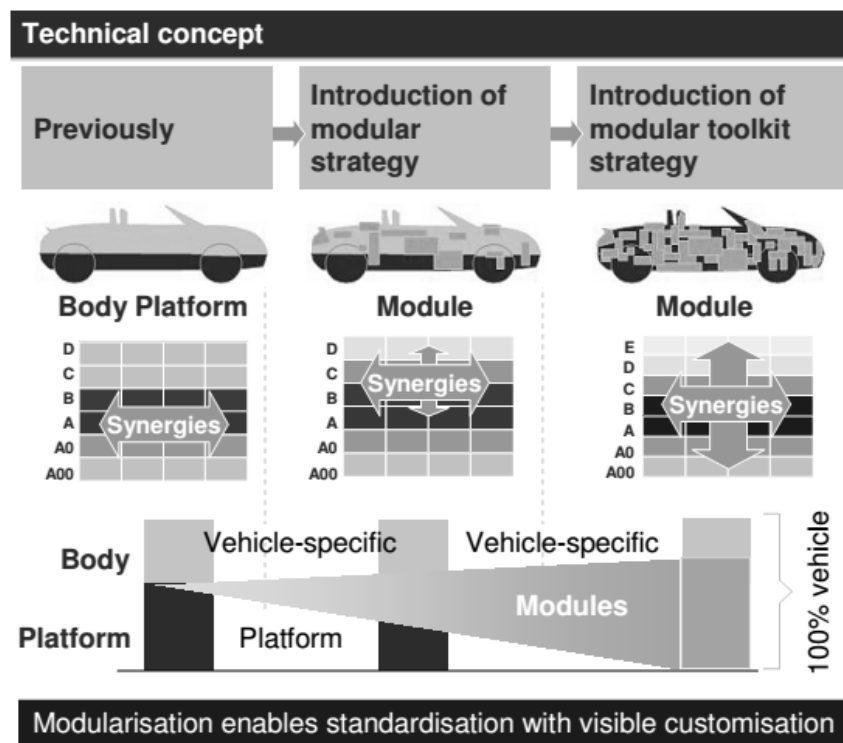 Technical concept
Previously
Introduction of
modular
strategy
Introduction of
modular toolkit
strategy
Body Platform
Module
Module
D
C
B
A
A0
A00
Synergies
D
C
B
A
A0
A00
Synergies
E
D
C
B
A
A0
A00
Synergies
Body
Vehicle-specific
Vehicle-specific
Modules
Platform
Platform
100% vehicle
Modularisation enables standardisation with visible customisation